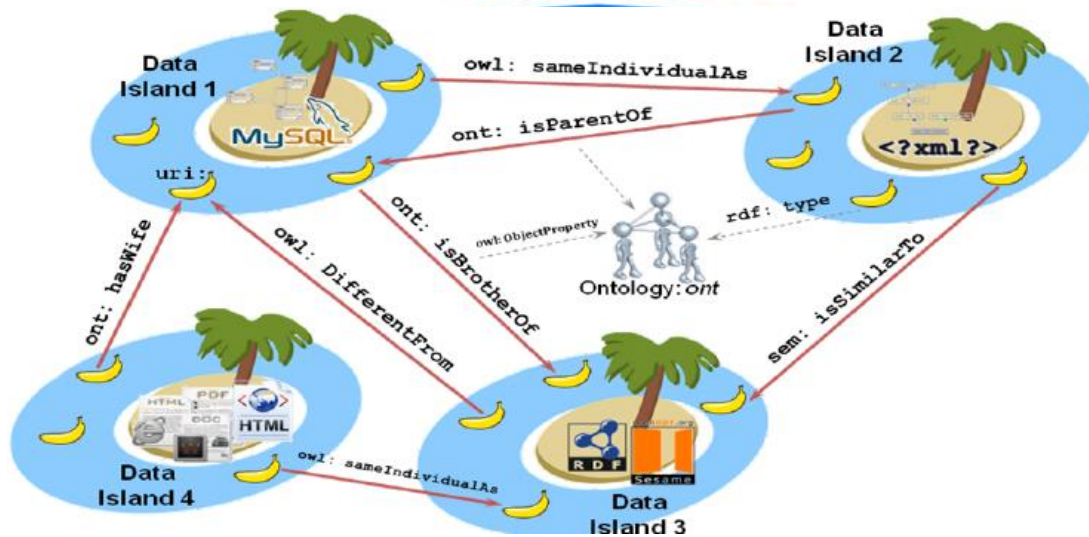 Data
Island 1
MySQL
uri:
owl: sameIndividualAs
ont: isParentOf
Data
Island 2
<?xml?>
rdf: type
owl:ObjectProperty
Ontology: ont
ont: hasWife
owl: DifferentFrom
ont: isBrotherOf
sem: isSimilarTo
HTML
PDF
DOC
HTML
Data
Island 4
owl: sameIndividualAs
RDF
Sesame
Data
Island 3